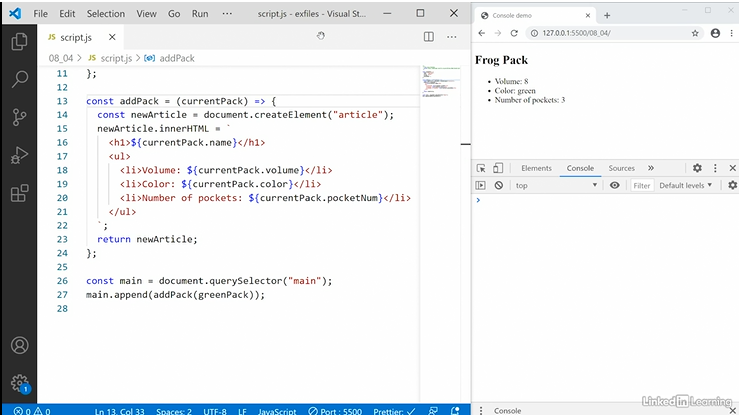 File Edit Selection View Go Run ··· script.js - exfiles - Visual St...
JS script.js
08_04 > JS script.js > addPack
11 };
12
13 const addPack = (currentPack) => {
14 const newArticle = document.createElement("article");
15 newArticle.innerHTML = `
16 <h1>${currentPack.name}</h1>
17 <ul>
18 <li>Volume: ${currentPack.volume}</li>
19 <li>Color: ${currentPack.color}</li>
20 <li>Number of pockets: ${currentPack.pocketNum}</li>
21 </ul>
22 `;
23 return newArticle;
24 };
25
26 const main = document.querySelector("main");
27 main.append(addPack(greenPack));
28
1
0 0 Ln 13, Col 33 Spaces: 2 UTF-8 LF JavaScript Port : 5500 Prettier: ✓
Console demo
127.0.0.1:5500/08_04/
Frog Pack
• Volume: 8
• Color: green
• Number of pockets: 3
Elements Console Sources »
top Filter Default levels
>
Console
Linked in Learning